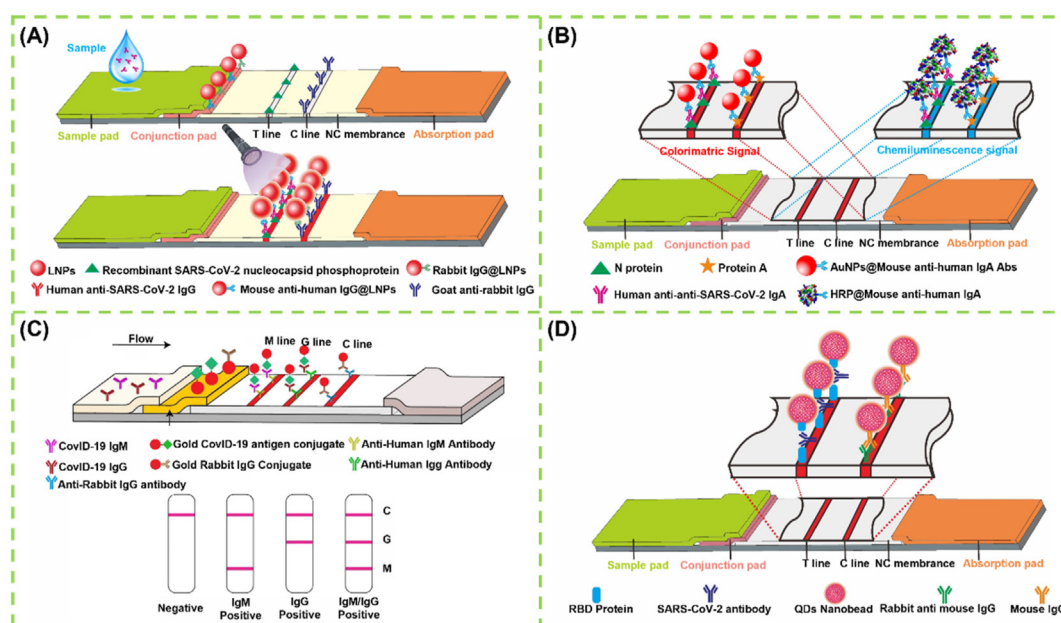 (A)
Sample
Sample pad
Conjunction pad
T line
C line
NC membrance
Absorption pad
LNPs
Recombinant SARS-CoV-2 nucleocapsid phosphoprotein
Rabbit IgG@LNPs
Human anti-SARS-CoV-2 IgG
Mouse anti-human IgG@LNPs
Goat anti-rabbit IgG
(B)
Colorimatric Signal
Chemiluminescence signal
Sample pad
Conjunction pad
T line
C line
NC membrance
Absorption pad
N protein
Protein A
AuNPs@Mouse anti-human IgA Abs
Human anti-anti-SARS-CoV-2 IgA
HRP@Mouse anti-human IgA
(C)
Flow
M line
G line
C line
CovID-19 IgM
Gold Covid-19 antigen conjugate
Anti-Human IgM Antibody
CovID-19 IgG
Gold Rabbit IgG Conjugate
Anti-Human Igg Antibody
Anti-Rabbit IgG antibody
C
G
M
Negative
IgM
Positive
IgG
Positive
IgM/IgG
Positive
(D)
Sample pad
Conjunction pad
T line
C line
NC membrance
Absorption pad
RBD Protein
SARS-CoV-2 antibody
QDs Nanobead
Rabbit anti mouse IgG
Mouse IgG